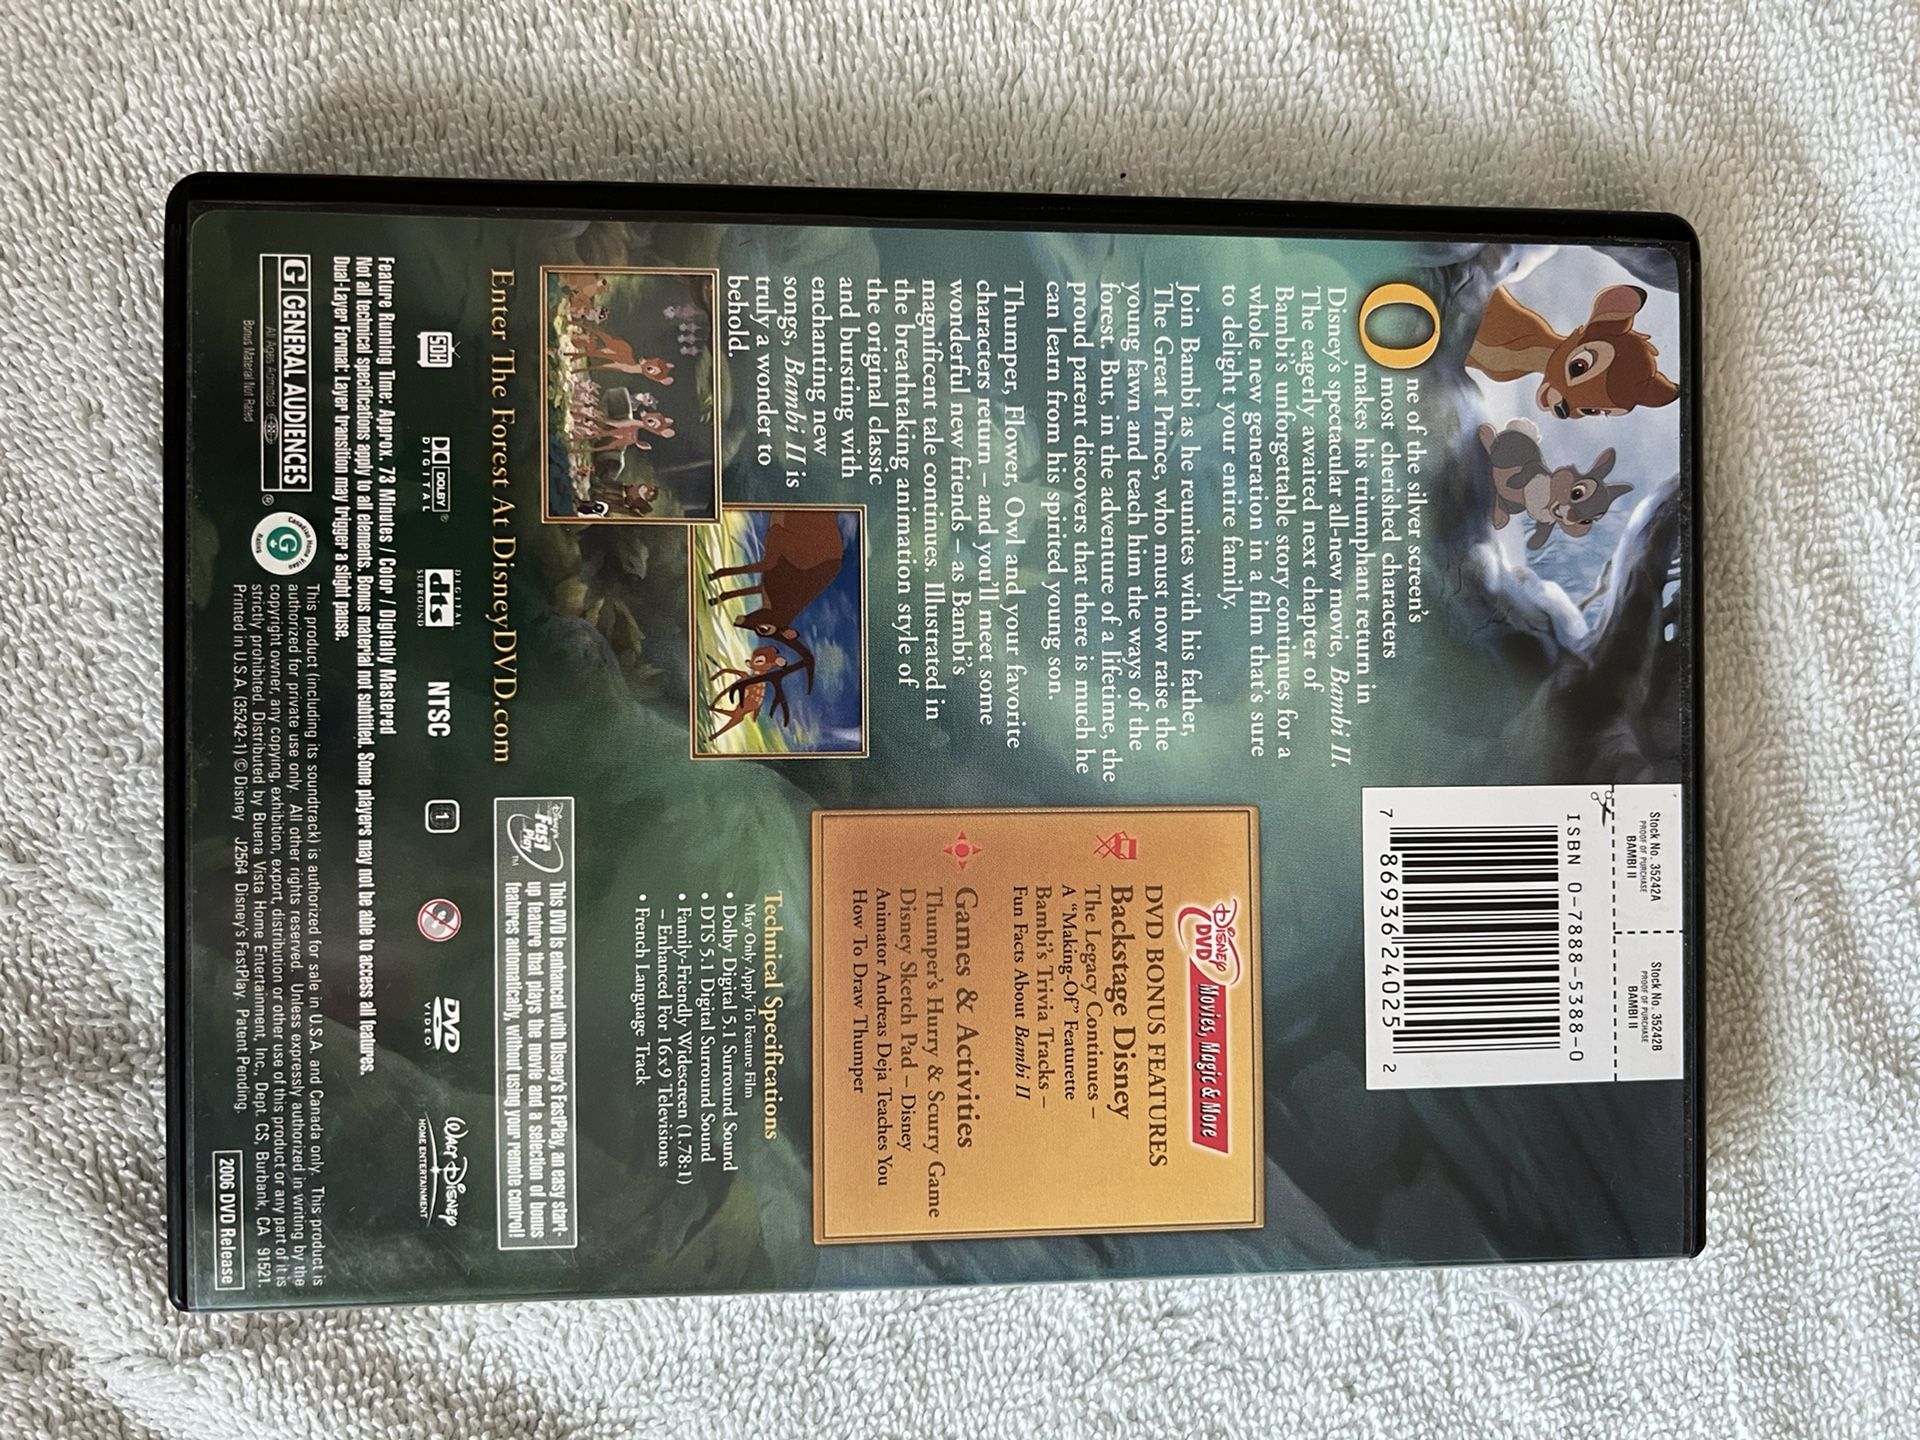 One of the silver screen's
most cherished characters
makes his triumphant return in
Disney's spectacular all-new movie, Bambi II.
The eagerly awaited next chapter of
Bambi's unforgettable story continues for a
whole new generation in a film that's sure
to delight your entire family.
Join Bambi as he reunites with his father,
The Great Prince, who must now raise the
young fawn and teach him the ways of the
forest. But, in the adventure of a lifetime, the
proud parent discovers that there is much he
can learn from his spirited young son.
Thumper, Flower, Owl and your favorite
characters return – and you'll meet some
wonderful new friends – as Bambi's
magnificent tale continues. Illustrated in
the breathtaking animation style of
the original classic
and bursting with
enchanting new
songs, Bambi II is
truly a wonder to
behold.
Enter The Forest At DisneyDVD.com
Stock No. 35242A
PROOF OF PURCHASE
BAMBI II
Stock No. 35242B
PROOF OF PURCHASE
BAMBI II
ISBN 0-7888-5388-0
7 86936 24025 2
Disney DVD
Movies, Magic & More
DVD BONUS FEATURES
Backstage Disney
The Legacy Continues –
A "Making-Of" Featurette
Bambi's Trivia Tracks –
Fun Facts About Bambi II
Games & Activities
Thumper's Hurry & Scurry Game
Disney Sketch Pad – Disney
Animator Andreas Deja Teaches You
How To Draw Thumper
Technical Specifications
May Only Apply To Feature Film
• Dolby Digital 5.1 Surround Sound
• DTS 5.1 Digital Surround Sound
• Family-Friendly Widescreen (1.78:1)
– Enhanced For 16x9 Televisions
• French Language Track
Disney's Fast Play ™
This DVD is enhanced with Disney's FastPlay, an easy start-
up feature that plays the movie and a selection of bonus
features automatically, without using your remote control!
SDH
DOLBY
DIGITAL
DIGITAL
dts
SURROUND
NTSC
1
DVD
VIDEO
Walt Disney
HOME ENTERTAINMENT
Feature Running Time: Approx. 73 Minutes / Color / Digitally Mastered
Not all technical specifications apply to all elements. Bonus material not subtitled. Some players may not be able to access all features.
Dual-Layer Format: Layer transition may trigger a slight pause.
G GENERAL AUDIENCES
All Ages Admitted
®
Bonus Material Not Rated
Canadian Home Video Rating
G
This product (including its soundtrack) is authorized for sale in U.S.A. and Canada only. This product is
authorized for private use only. All other rights reserved. Unless expressly authorized in writing by the
copyright owner, any copying, exhibition, export, distribution or other use of this product or any part of it is
strictly prohibited. Distributed by Buena Vista Home Entertainment, Inc., Dept. CS, Burbank, CA 91521.
Printed in U.S.A. (35242-1) © Disney J2564 Disney's FastPlay. Patent Pending.
2006 DVD Release